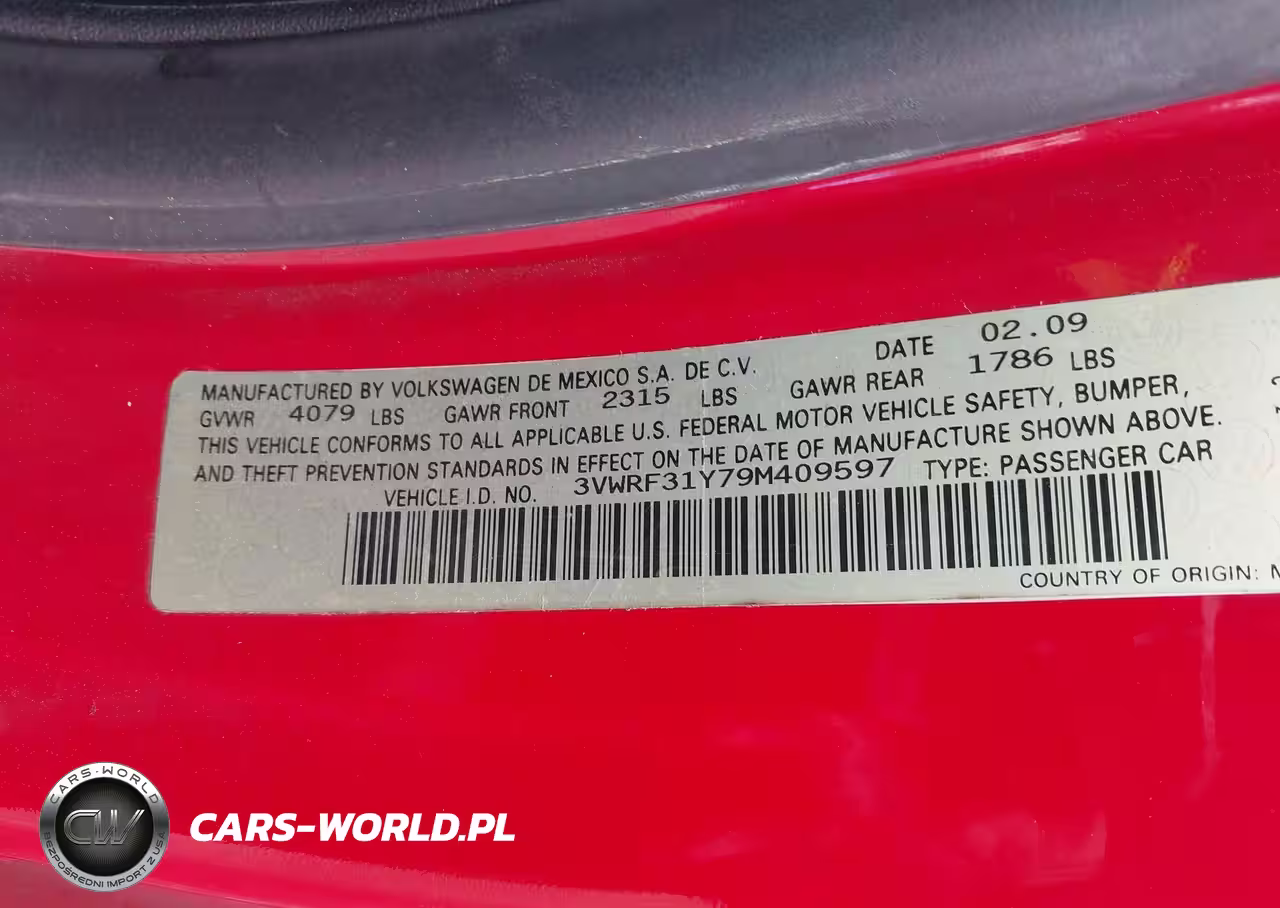 DATE 02.09
MANUFACTURED BY VOLKSWAGEN DE MEXICO S.A. DE C.V.
GVWR 4079 LBS GAWR FRONT 2315 LBS GAWR REAR 1786 LBS
THIS VEHICLE CONFORMS TO ALL APPLICABLE U.S. FEDERAL MOTOR VEHICLE SAFETY, BUMPER,
AND THEFT PREVENTION STANDARDS IN EFFECT ON THE DATE OF MANUFACTURE SHOWN ABOVE.
VEHICLE I.D. NO. 3VWRF31Y79M409597 TYPE: PASSENGER CAR
COUNTRY OF ORIGIN: M
CARS-WORLD
CW
BEZPOŚREDNI IMPORT Z USA
CARS-WORLD.PL